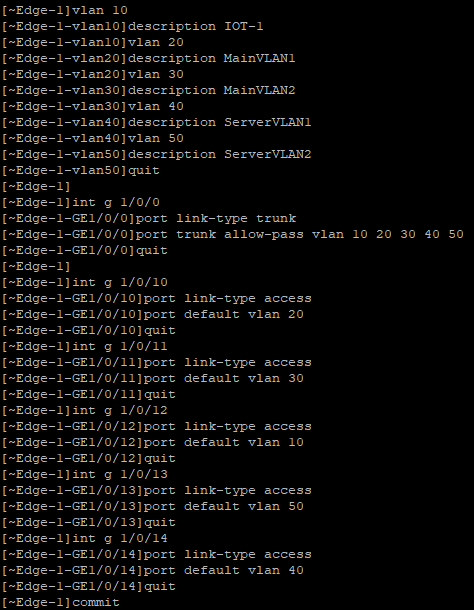 [~Edge-1]vlan 10
[~Edge-1-vlan10]description IOT-1
[~Edge-1-vlan10]vlan 20
[~Edge-1-vlan20]description MainVLAN1
[~Edge-1-vlan20]vlan 30
[~Edge-1-vlan30]description MainVLAN2
[~Edge-1-vlan30]vlan 40
[~Edge-1-vlan40]description ServerVLAN1
[~Edge-1-vlan40]vlan 50
[~Edge-1-vlan50]description ServerVLAN2
[~Edge-1-vlan50]quit
[~Edge-1]
[~Edge-1]int g 1/0/0
[~Edge-1-GE1/0/0]port link-type trunk
[~Edge-1-GE1/0/0]port trunk allow-pass vlan 10 20 30 40 50
[~Edge-1-GE1/0/0]quit
[~Edge-1]
[~Edge-1]int g 1/0/10
[~Edge-1-GE1/0/10]port link-type access
[~Edge-1-GE1/0/10]port default vlan 20
[~Edge-1-GE1/0/10]quit
[~Edge-1]int g 1/0/11
[~Edge-1-GE1/0/11]port link-type access
[~Edge-1-GE1/0/11]port default vlan 30
[~Edge-1-GE1/0/11]quit
[~Edge-1]int g 1/0/12
[~Edge-1-GE1/0/12]port link-type access
[~Edge-1-GE1/0/12]port default vlan 10
[~Edge-1-GE1/0/12]quit
[~Edge-1]int g 1/0/13
[~Edge-1-GE1/0/13]port link-type access
[~Edge-1-GE1/0/13]port default vlan 50
[~Edge-1-GE1/0/13]quit
[~Edge-1]int g 1/0/14
[~Edge-1-GE1/0/14]port link-type access
[~Edge-1-GE1/0/14]port default vlan 40
[~Edge-1-GE1/0/14]quit
[~Edge-1]commit